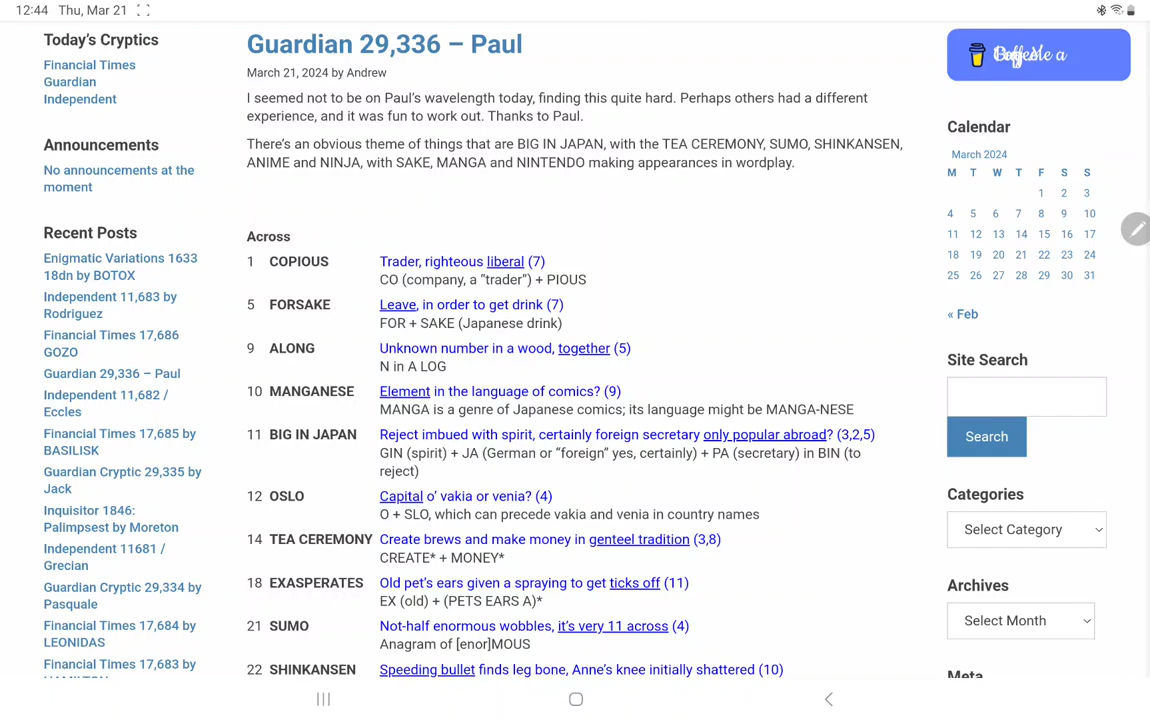 12:44 Thu, Mar 21
Today's Cryptics
Financial Times
Guardian
Independent
Announcements
No announcements at the
moment
Recent Posts
Enigmatic Variations 1633
18dn by BOTOX
Independent 11,683 by
Rodriguez
Financial Times 17,686
GOZO
Guardian 29,336 – Paul
Independent 11,682 /
Eccles
Financial Times 17,685 by
BASILISK
Guardian Cryptic 29,335 by
Jack
Inquisitor 1846:
Palimpsest by Moreton
Independent 11681 /
Grecian
Guardian Cryptic 29,334 by
Pasquale
Financial Times 17,684 by
LEONIDAS
Financial Times 17,683 by
Guardian 29,336 – Paul
March 21, 2024 by Andrew
I seemed not to be on Paul's wavelength today, finding this quite hard. Perhaps others had a different
experience, and it was fun to work out. Thanks to Paul.
There's an obvious theme of things that are BIG IN JAPAN, with the TEA CEREMONY, SUMO, SHINKANSEN,
ANIME and NINJA, with SAKE, MANGA and NINTENDO making appearances in wordplay.
Across
1 COPIOUS Trader, righteous liberal (7)
CO (company, a “trader”) + PIOUS
5 FORSAKE Leave, in order to get drink (7)
FOR + SAKE (Japanese drink)
9 ALONG Unknown number in a wood, together (5)
N in A LOG
10 MANGANESE Element in the language of comics? (9)
MANGA is a genre of Japanese comics; its language might be MANGA-NESE
11 BIG IN JAPAN Reject imbued with spirit, certainly foreign secretary only popular abroad? (3,2,5)
GIN (spirit) + JA (German or “foreign” yes, certainly) + PA (secretary) in BIN (to
reject)
12 OSLO Capital o' vakia or venia? (4)
O + SLO, which can precede vakia and venia in country names
14 TEA CEREMONY Create brews and make money in genteel tradition (3,8)
CREATE* + MONEY*
18 EXASPERATES Old pet's ears given a spraying to get ticks off (11)
EX (old) + (PETS EARS A)*
21 SUMO Not-half enormous wobbles, it's very 11 across (4)
Anagram of [enor]MOUS
22 SHINKANSEN Speeding bullet finds leg bone, Anne's knee initially shattered (10)
Calendar
March 2024
M T W T F S S
1 2 3
4 5 6 7 8 9 10
11 12 13 14 15 16 17
18 19 20 21 22 23 24
25 26 27 28 29 30 31
« Feb
Site Search
Search
Categories
Select Category
Archives
Select Month
Meta